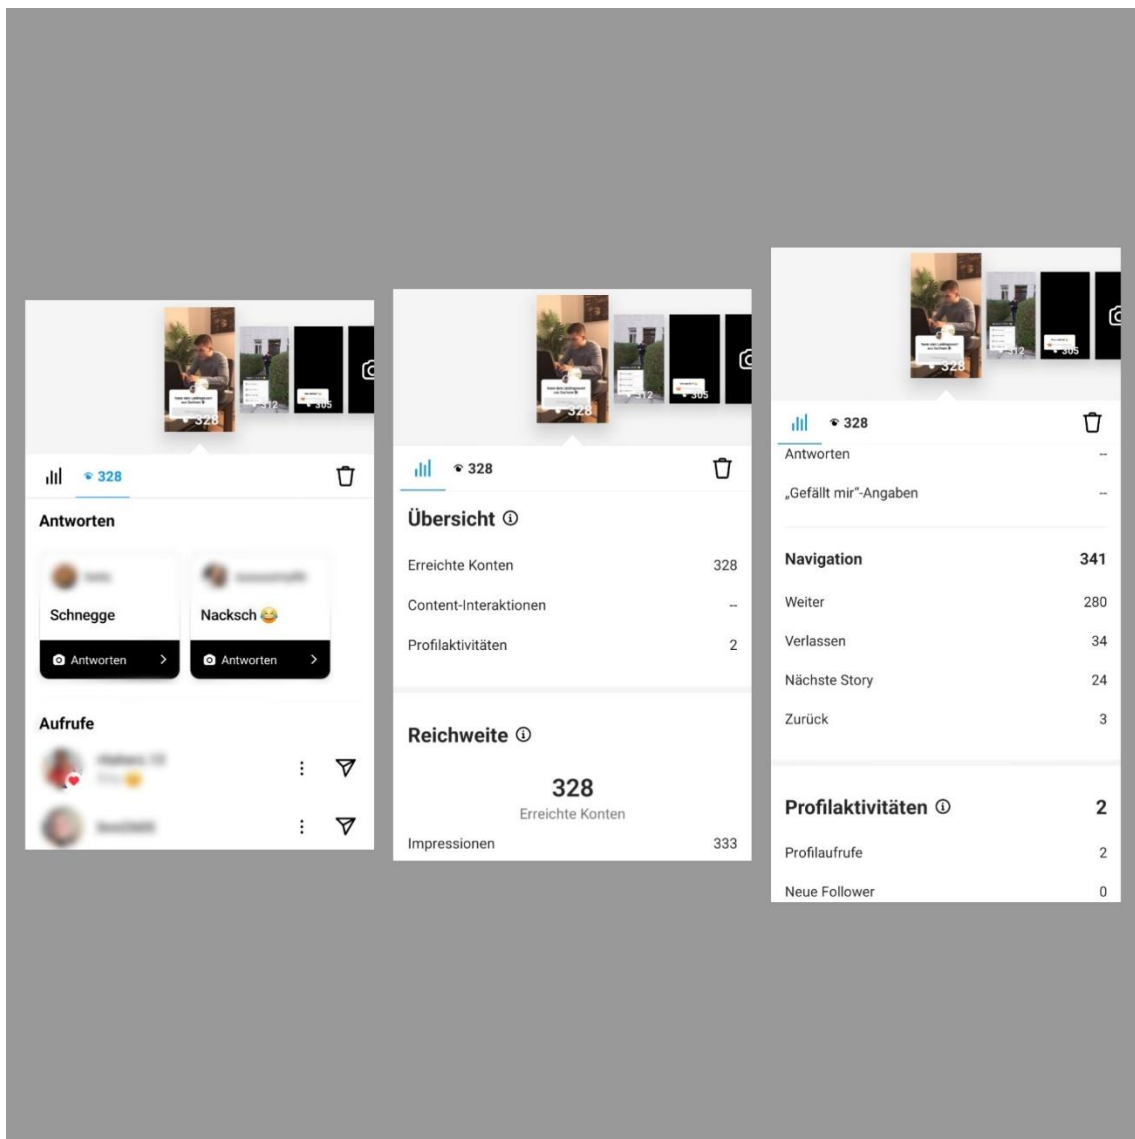 328
312
305
328
Antworten
Schnegge
Nacksch 😂
Antworten
Antworten
Aufrufe
328
312
305
328
Übersicht
Erreichte Konten 328
Content-Interaktionen --
Profilaktivitäten 2
Reichweite
328
Erreichte Konten
Impressionen 333
328
312
305
328
Antworten --
„Gefällt mir"-Angaben --
Navigation 341
Weiter 280
Verlassen 34
Nächste Story 24
Zurück 3
Profilaktivitäten 2
Profilaufrufe 2
Neue Follower 0